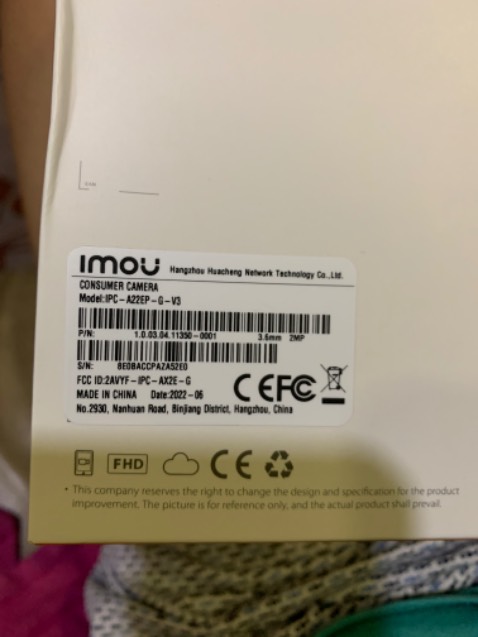 imou Hangzhou Huacheng Network Technology Co.,Ltd.
CONSUMER CAMERA
Model:IPC-A22EP-G-V3
P/N: 1.0.03.04.11350-0001 3.6mm 2MP
S/N: 8E0BACCPAZA52E0
FCC ID:2AVYF-IPC-AX2E-G
MADE IN CHINA Date:2022-06
CE FC
No.2930, Nanhuan Road, Binjiang District, Hangzhou, China
FHD CE
• This company reserves the right to change the design and specification for the product
improvement. The picture is for reference only, and the actual product shall prevail.